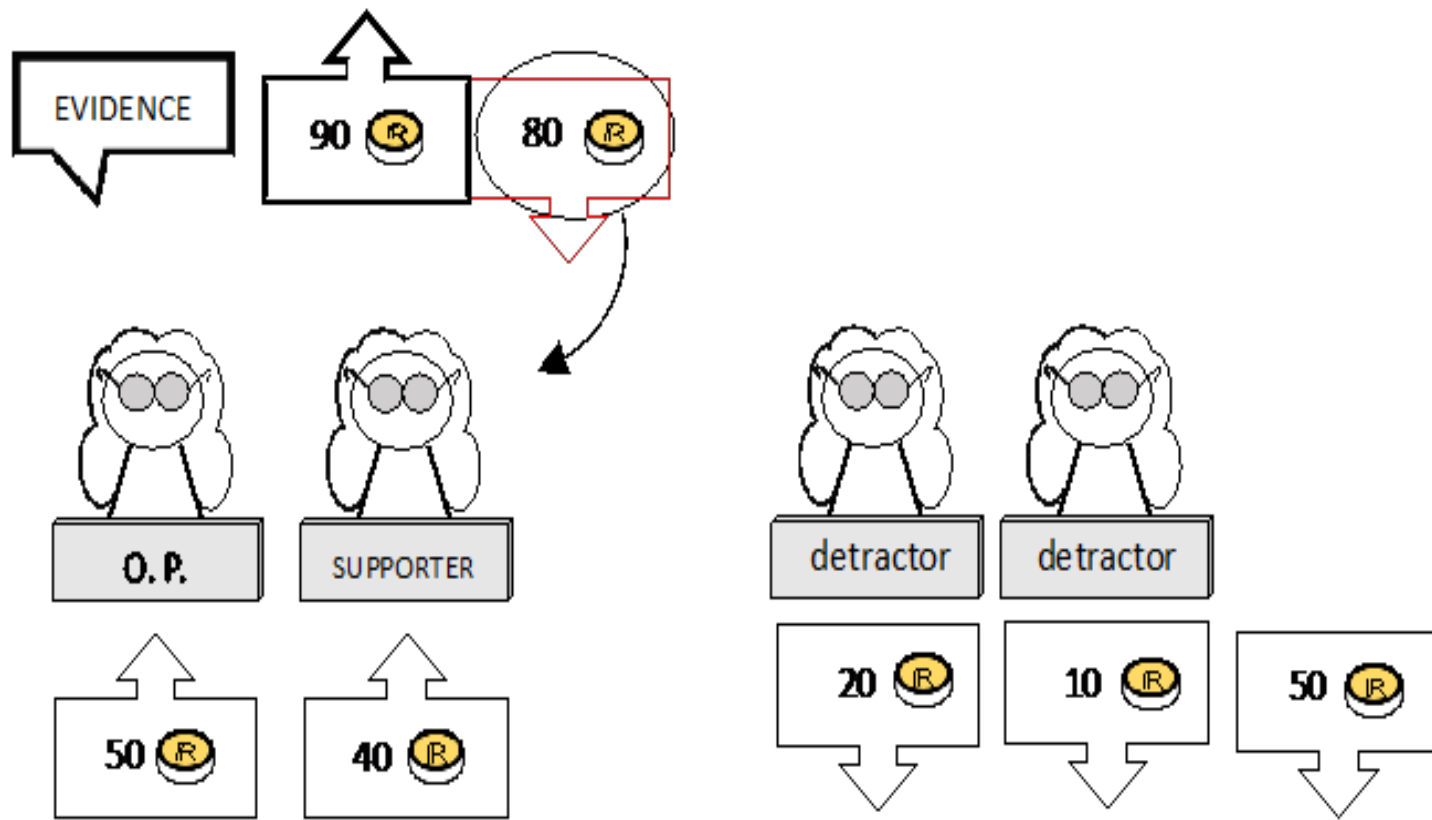 EVIDENCE
90 R
80 R
O. P.
SUPPORTER
detractor
detractor
50 R
40 R
20 R
10 R
50 R